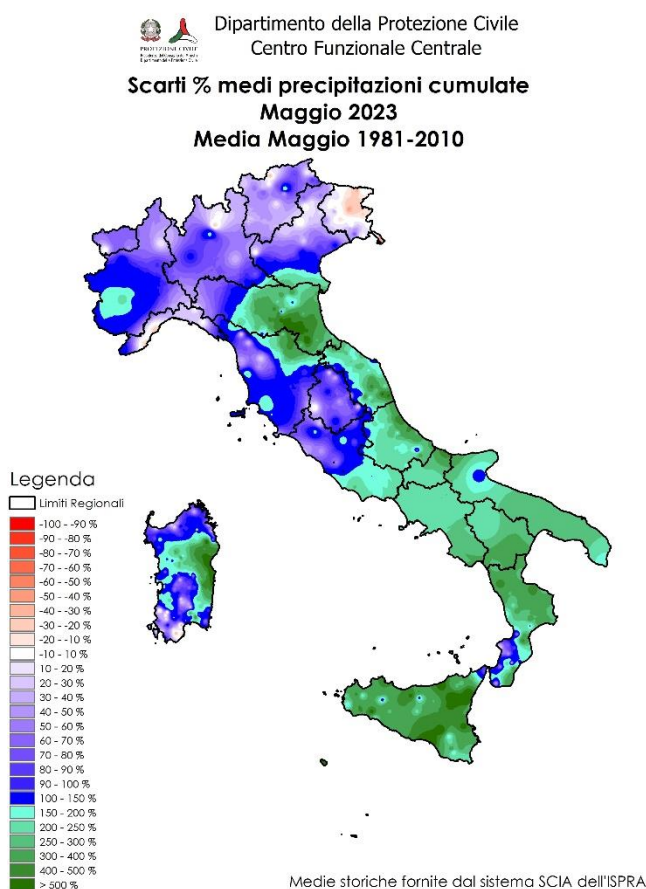 Dipartimento della Protezione Civile
Centro Funzionale Centrale
PROTEZIONE CIVILE
Scarti % medi precipitazioni cumulate
Maggio 2023
Media Maggio 1981-2010
Legenda
Limiti Regionali
-100 - -90 %
-90 - -80 %
-80 - -70 %
-70 - -60 %
-60 - -50 %
-50 - -40 %
-40 - -30 %
-30 - -20 %
-20 - -10 %
-10 - 10 %
10 - 20 %
20 - 30 %
30 - 40 %
40 - 50 %
50 - 60 %
60 - 70 %
70 - 80 %
80 - 90 %
90 - 100 %
100 - 150 %
150 - 200 %
200 - 250 %
250 - 300 %
300 - 400 %
400 - 500 %
> 500 %
Medie storiche fornite dal sistema SCIA dell'ISPRA